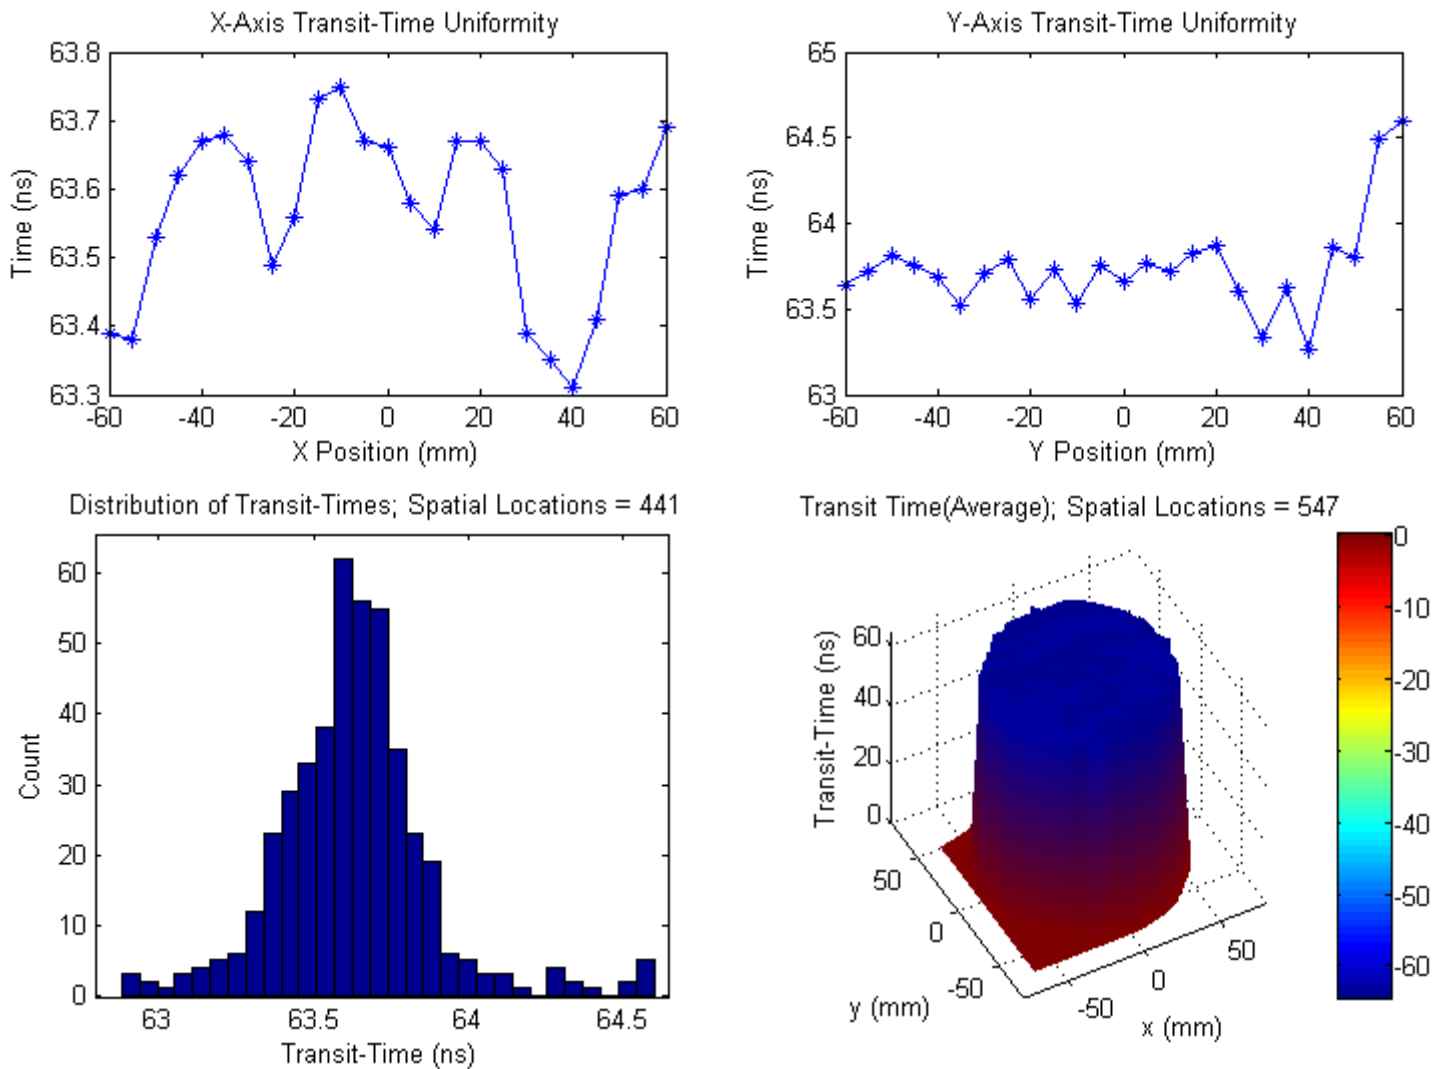 X-Axis Transit-Time Uniformity
63.8
63.7
63.6
63.5
63.4
63.3
Time (ns)
-60 -40 -20 0 20 40 60
X Position (mm)
Y-Axis Transit-Time Uniformity
65
64.5
64
63.5
63
Time (ns)
-60 -40 -20 0 20 40 60
Y Position (mm)
Distribution of Transit-Times; Spatial Locations = 441
60
50
40
30
20
10
0
Count
63 63.5 64 64.5
Transit-Time (ns)
Transit Time(Average); Spatial Locations = 547
60
40
20
0
Transit-Time (ns)
50
0
-50
y (mm)
-50
0
50
x (mm)
0
-10
-20
-30
-40
-50
-60